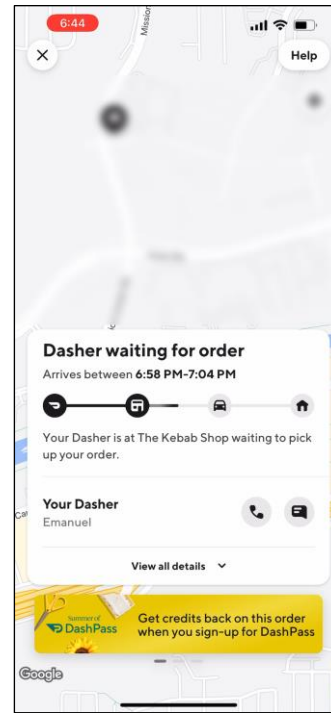 6:44
Mission
Help
Dasher waiting for order
Arrives between 6:58 PM-7:04 PM
Your Dasher is at The Kebab Shop waiting to pick
up your order.
Your Dasher
Emanuel
View all details
Summer of
DashPass
Get credits back on this order
when you sign-up for DashPass
Google